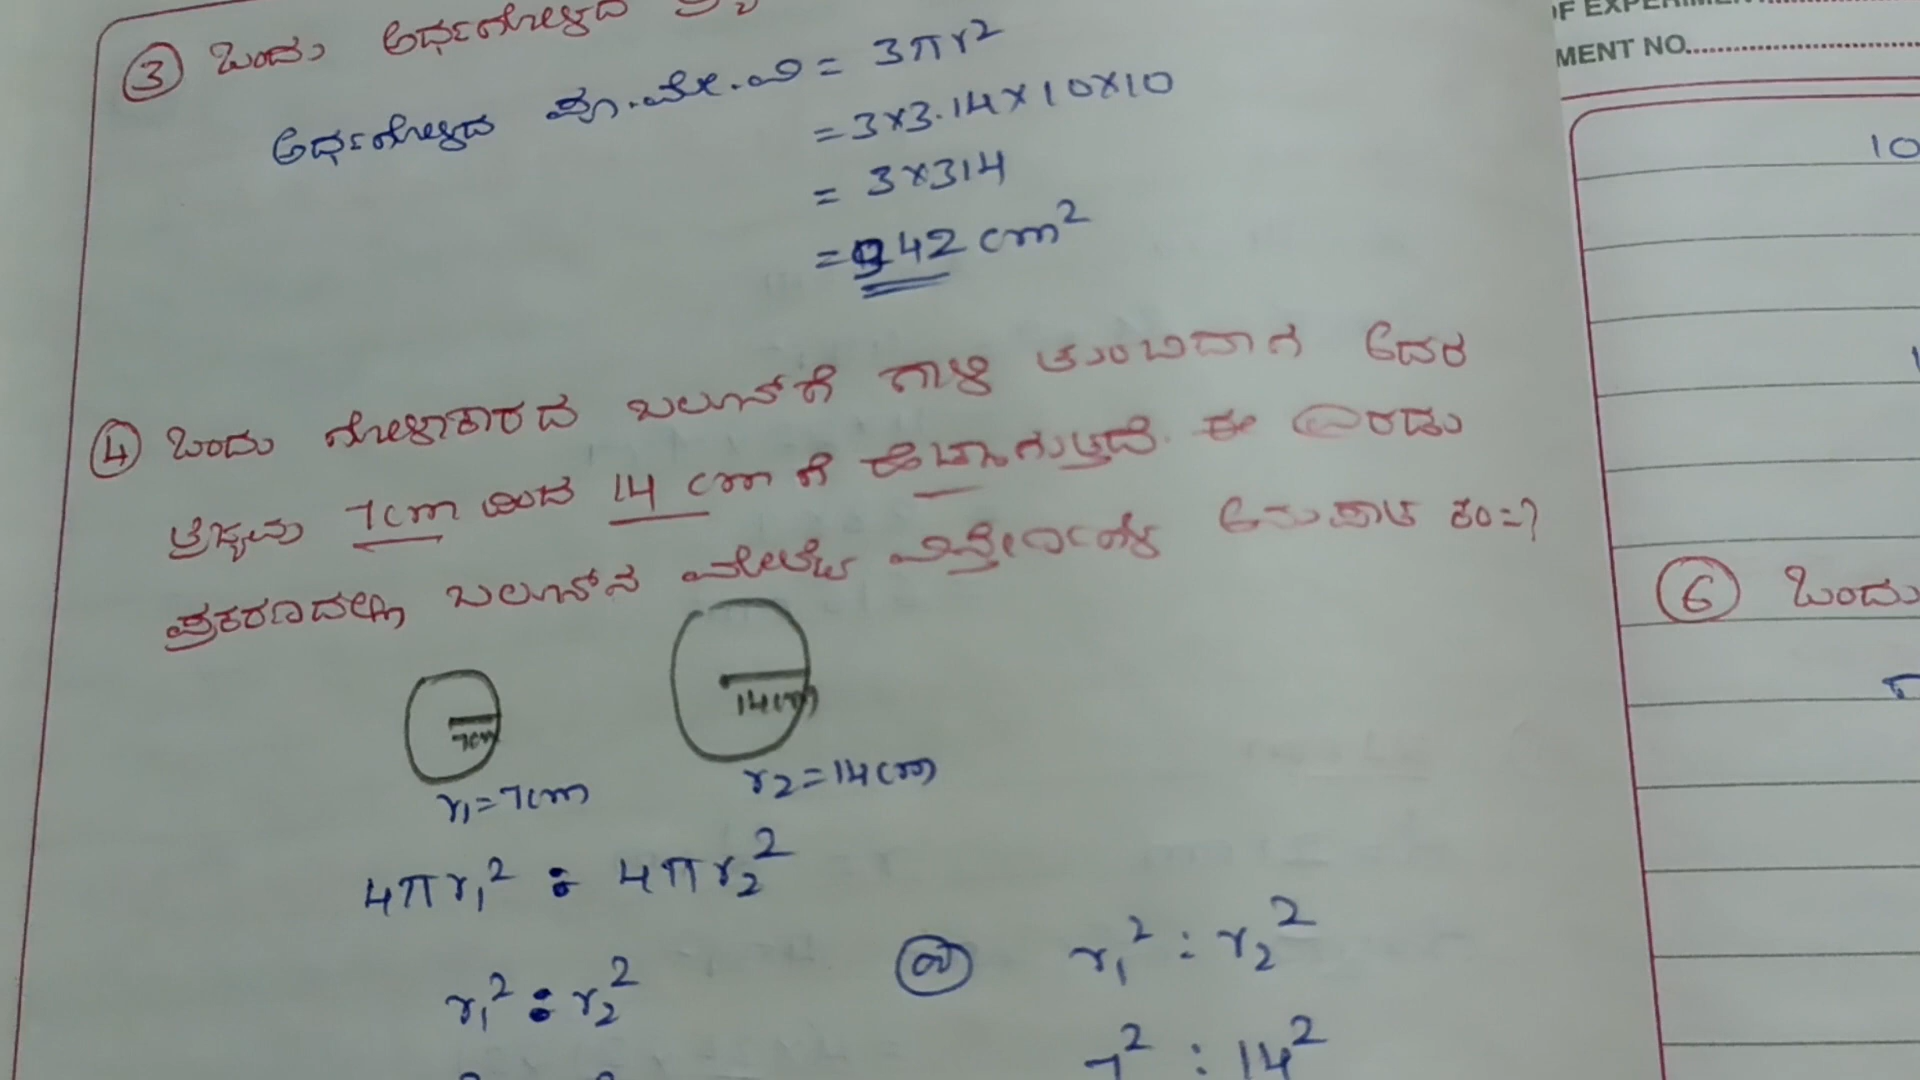 ③ ಒಂದು ಅರ್ಧಗೋಳದ
ಅರ್ಧಗೋಳದ ಪೂ.ಮೇ.ವಿ = 3πr²
= 3×3.14×10×10
= 3×314
= 942 cm²
④ ಒಂದು ಗೋಳಾಕಾರದ ಬಲೂನ್‌ಗೆ ಗಾಳಿ ತುಂಬಿದಾಗ ಅದರ
ತ್ರಿಜ್ಯವು 7cm ಯಿಂದ 14 cm ಗೆ ಹೆಚ್ಚಾಗುತ್ತದೆ. ಈ ಎರಡು
ಪ್ರಕರಣದಲ್ಲಿ ಬಲೂನ್‌ನ ಮೇಲ್ಮೈ ವಿಸ್ತೀರ್ಣಗಳ ಅನುಪಾತ ಕಂ=?
7cm
14cm
r₁=7cm
r₂=14cm
4πr₁² : 4πr₂²
r₁² : r₂²
r₁² : r₂²
7² : 14²
MENT NO.
10
⑥ ಒಂದು